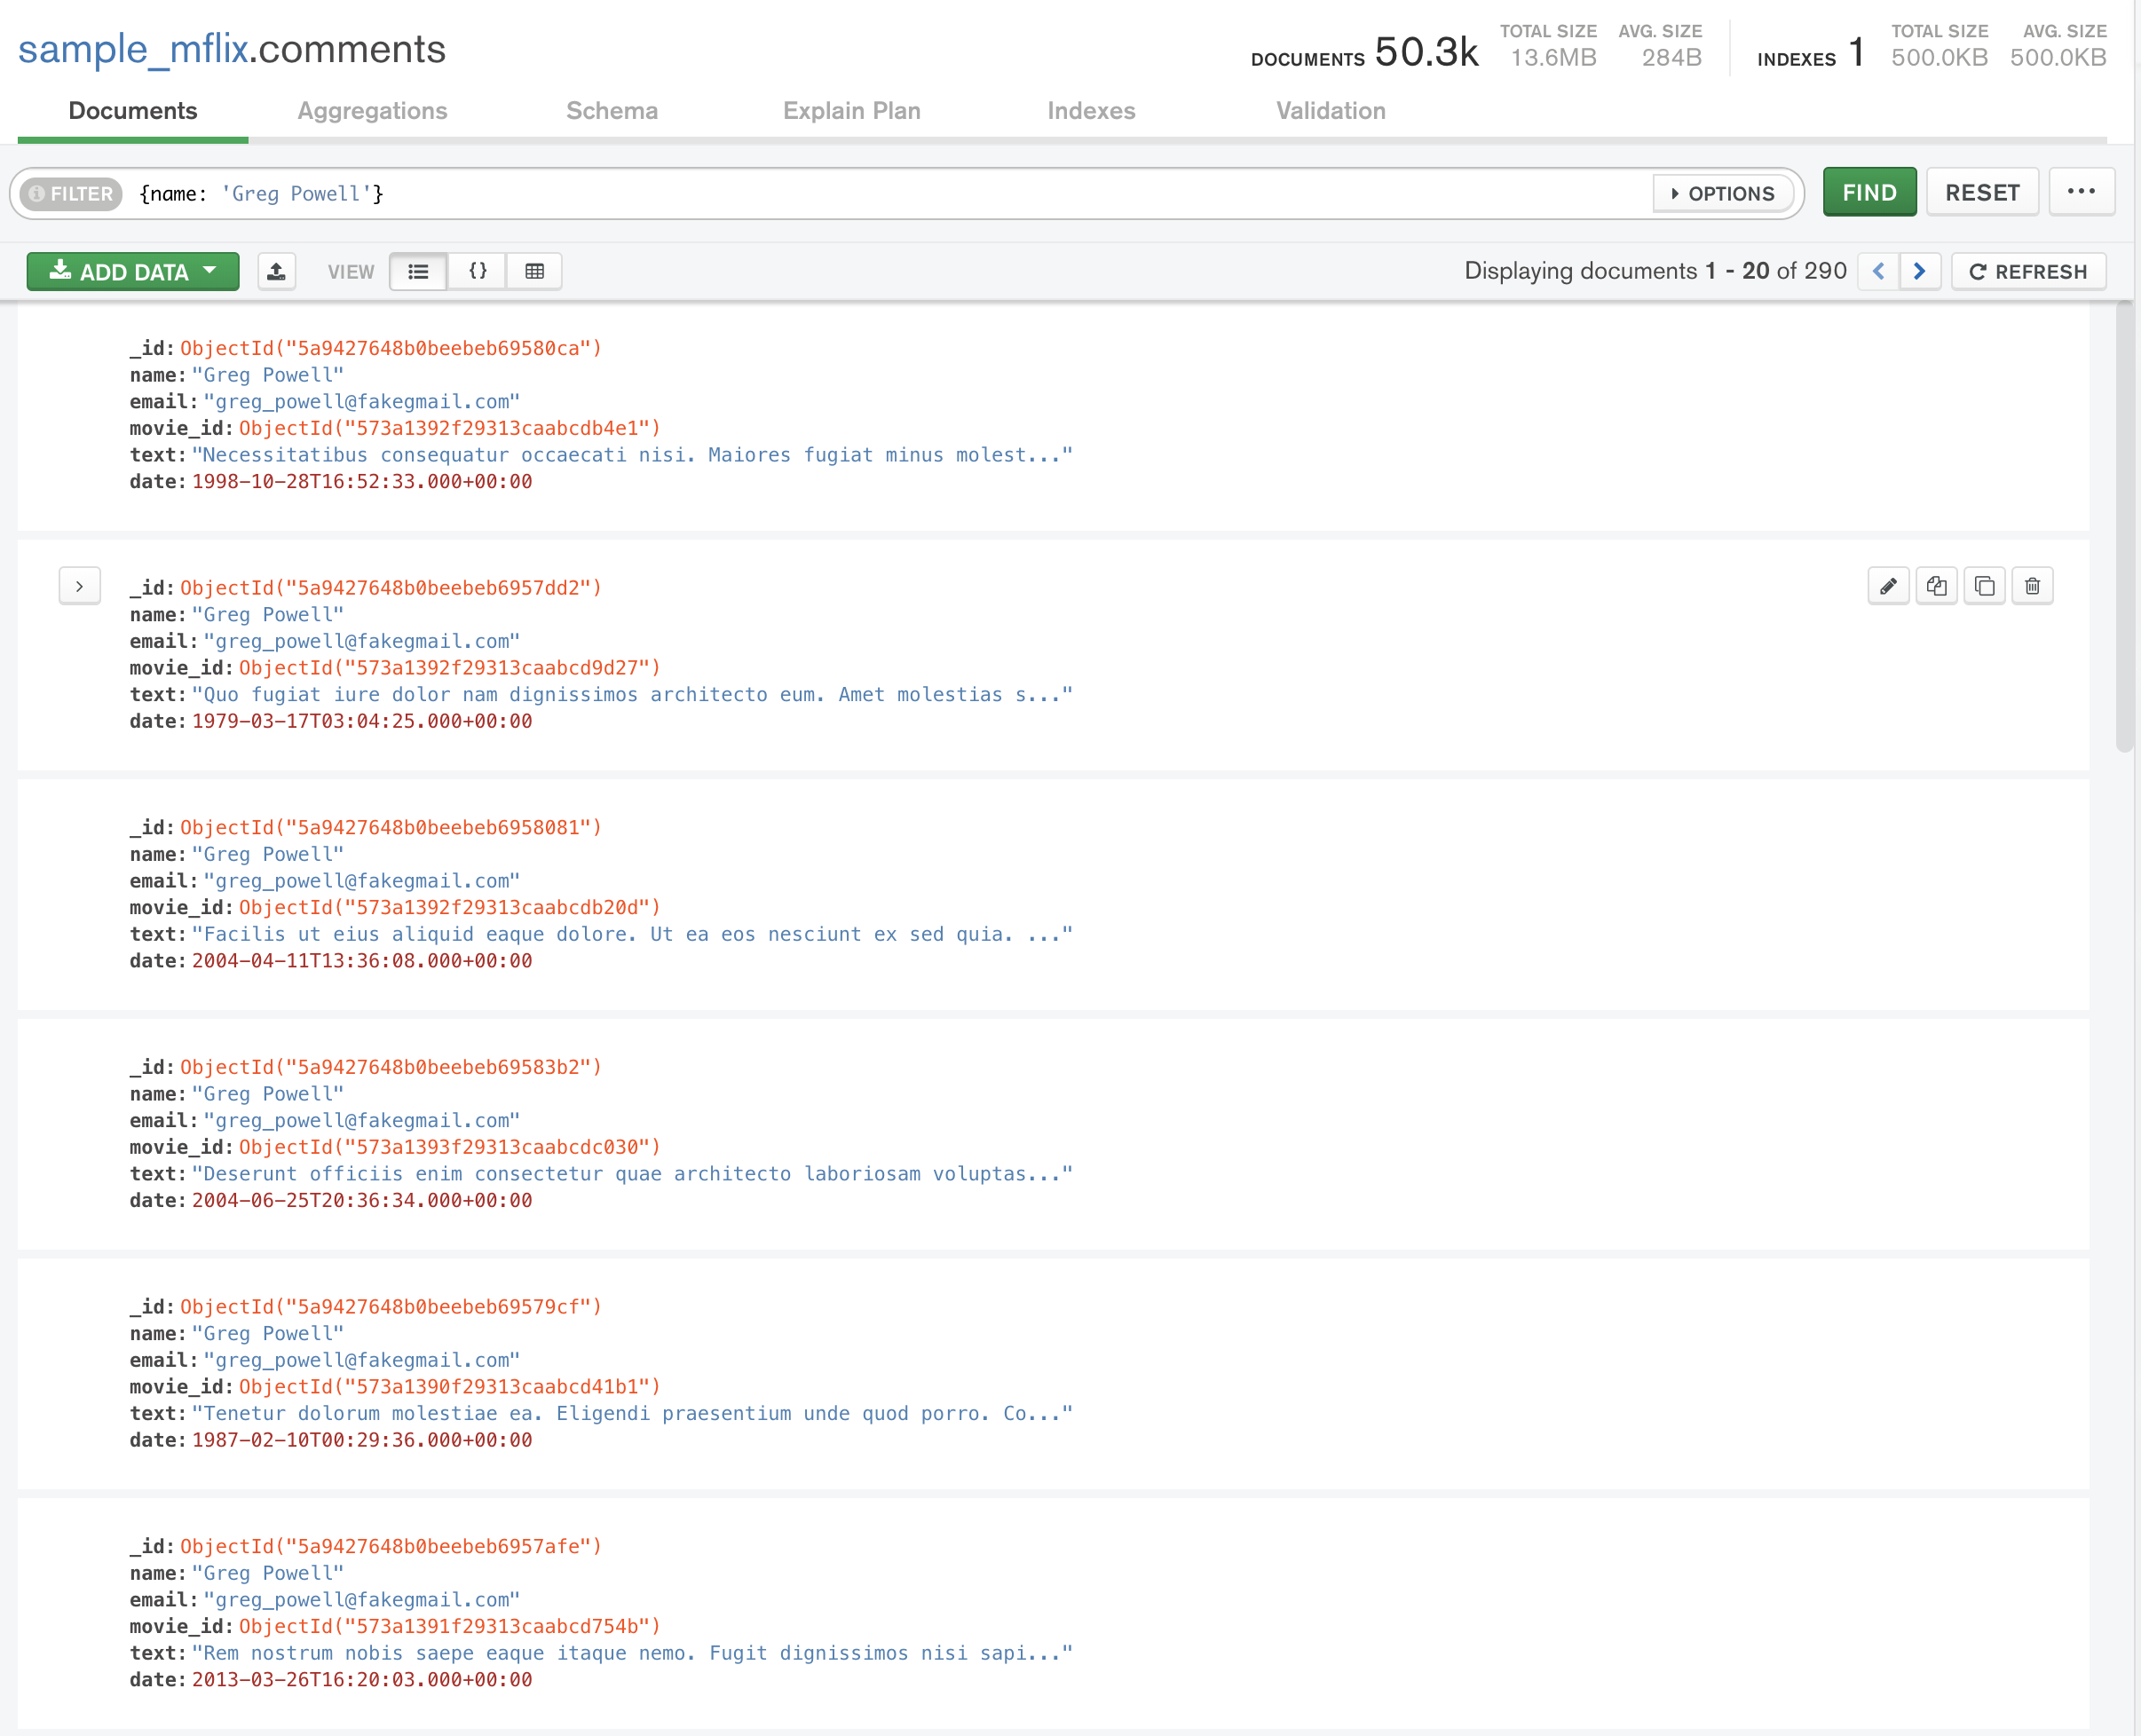 sample_mflix.comments
DOCUMENTS 50.3k TOTAL SIZE 13.6MB AVG. SIZE 284B INDEXES 1 TOTAL SIZE 500.0KB AVG. SIZE 500.0KB
Documents Aggregations Schema Explain Plan Indexes Validation
FILTER {name: 'Greg Powell'} OPTIONS FIND RESET ...
ADD DATA VIEW {} Displaying documents 1 - 20 of 290 REFRESH
_id: ObjectId("5a9427648b0beebeb69580ca")
name: "Greg Powell"
email: "greg_powell@fakegmail.com"
movie_id: ObjectId("573a1392f29313caabcdb4e1")
text: "Necessitatibus consequatur occaecati nisi. Maiores fugiat minus molest..."
date: 1998-10-28T16:52:33.000+00:00
_id: ObjectId("5a9427648b0beebeb6957dd2")
name: "Greg Powell"
email: "greg_powell@fakegmail.com"
movie_id: ObjectId("573a1392f29313caabcd9d27")
text: "Quo fugiat iure dolor nam dignissimos architecto eum. Amet molestias s..."
date: 1979-03-17T03:04:25.000+00:00
_id: ObjectId("5a9427648b0beebeb6958081")
name: "Greg Powell"
email: "greg_powell@fakegmail.com"
movie_id: ObjectId("573a1392f29313caabcdb20d")
text: "Facilis ut eius aliquid eaque dolore. Ut ea eos nesciunt ex sed quia. ..."
date: 2004-04-11T13:36:08.000+00:00
_id: ObjectId("5a9427648b0beebeb69583b2")
name: "Greg Powell"
email: "greg_powell@fakegmail.com"
movie_id: ObjectId("573a1393f29313caabcdc030")
text: "Deserunt officiis enim consectetur quae architecto laboriosam voluptas..."
date: 2004-06-25T20:36:34.000+00:00
_id: ObjectId("5a9427648b0beebeb69579cf")
name: "Greg Powell"
email: "greg_powell@fakegmail.com"
movie_id: ObjectId("573a1390f29313caabcd41b1")
text: "Tenetur dolorum molestiae ea. Eligendi praesentium unde quod porro. Co..."
date: 1987-02-10T00:29:36.000+00:00
_id: ObjectId("5a9427648b0beebeb6957afe")
name: "Greg Powell"
email: "greg_powell@fakegmail.com"
movie_id: ObjectId("573a1391f29313caabcd754b")
text: "Rem nostrum nobis saepe eaque itaque nemo. Fugit dignissimos nisi sapi..."
date: 2013-03-26T16:20:03.000+00:00